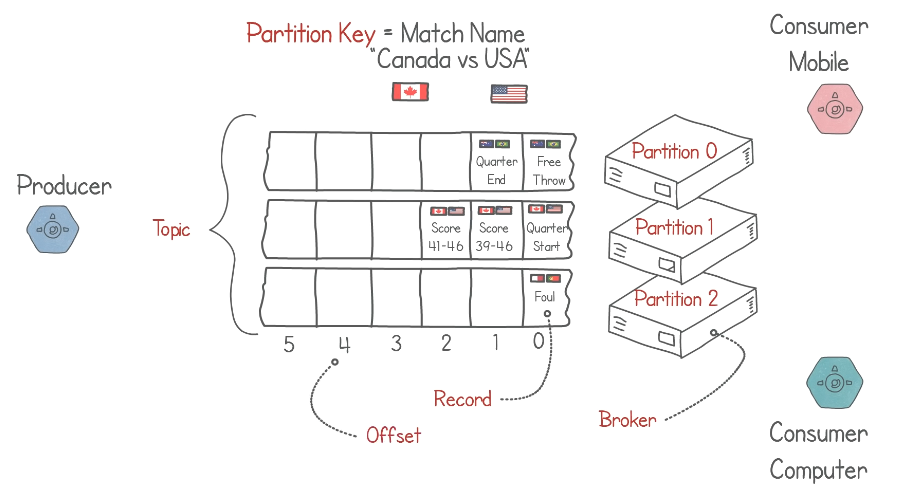 Partition Key = Match Name
"Canada vs USA"
Consumer
Mobile
Producer
Topic
Quarter
End
Free
Throw
Partition 0
Score
41-46
Score
39-46
Quarter
Start
Partition 1
Foul
Partition 2
5 4 3 2 1 0
Record
Offset
Broker
Consumer
Computer